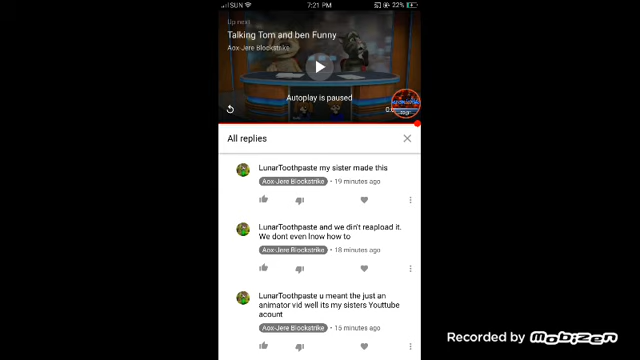 SUN
7:21 PM
22%
Up next
Talking Tom and ben Funny
Aox-Jere Blockstrike
Autoplay is paused
All replies
LunarToothpaste my sister made this
Aox-Jere Blockstrike • 19 minutes ago
LunarToothpaste and we din't reapload it.
We dont even lnow how to
Aox-Jere Blockstrike • 18 minutes ago
LunarToothpaste u meant the just an
animator vid well its my sisters Youttube
acount
Aox-Jere Blockstrike • 15 minutes ago
Recorded by Mobizen